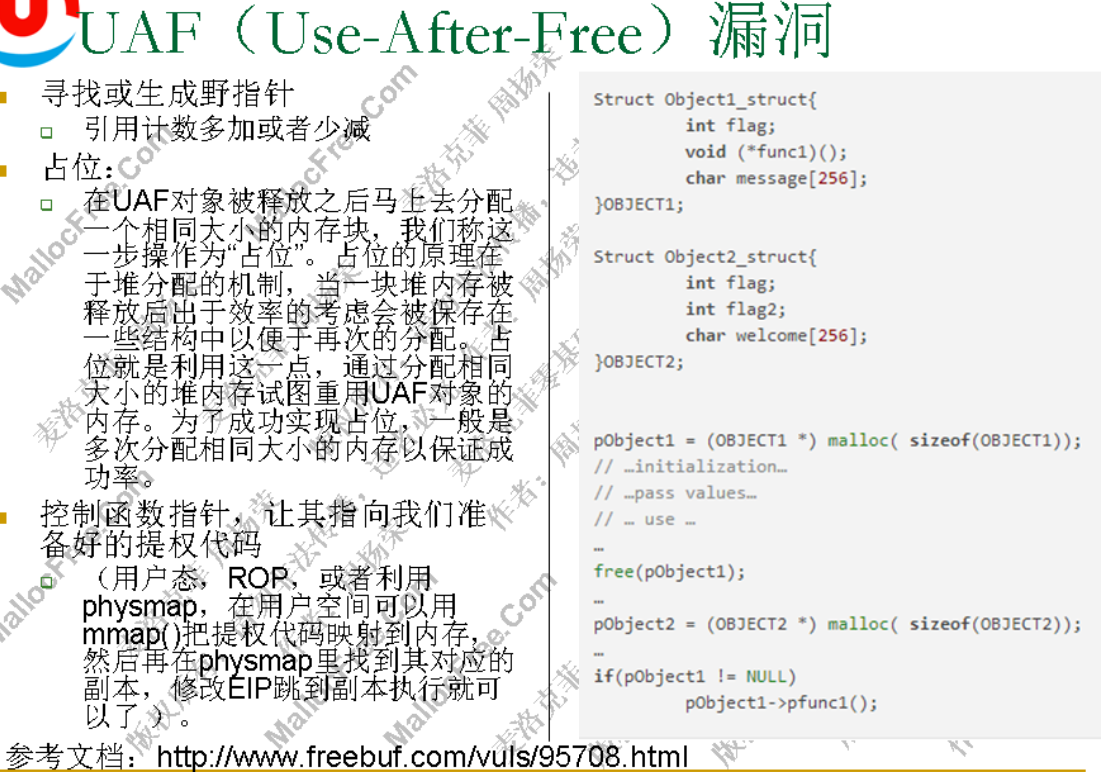 UAF（Use-After-Free）漏洞
寻找或生成野指针
引用计数多加或者少减
占位：
在UAF对象被释放之后马上去分配
一个相同大小的内存块，我们称这
一步操作为“占位”。占位的原理在
于堆分配的机制，当一块堆内存被
释放后出于效率的考虑会被保存在
一些结构中以便于再次的分配。占
位就是利用这一点，通过分配相同
大小的堆内存试图重用UAF对象的
内存。为了成功实现占位，一般是
多次分配相同大小的内存以保证成
功率。
控制函数指针，让其指向我们准
备好的提权代码
（用户态，ROP，或者利用
physmap，在用户空间可以用
mmap()把提权代码映射到内存，
然后再在physmap里找到其对应的
副本，修改EIP跳到副本执行就可
以了 ）。
Struct Object1_struct{
int flag;
void (*func1)();
char message[256];
}OBJECT1;
Struct Object2_struct{
int flag;
int flag2;
char welcome[256];
}OBJECT2;
pObject1 = (OBJECT1 *) malloc( sizeof(OBJECT1));
// …initialization…
// …pass values…
// … use …
…
free(pObject1);
…
pObject2 = (OBJECT2 *) malloc( sizeof(OBJECT2));
…
if(pObject1 != NULL)
pObject1->pfunc1();
参考文档：http://www.freebuf.com/vuls/95708.html
MallocFree.Com
麦洛克菲 周扬荣